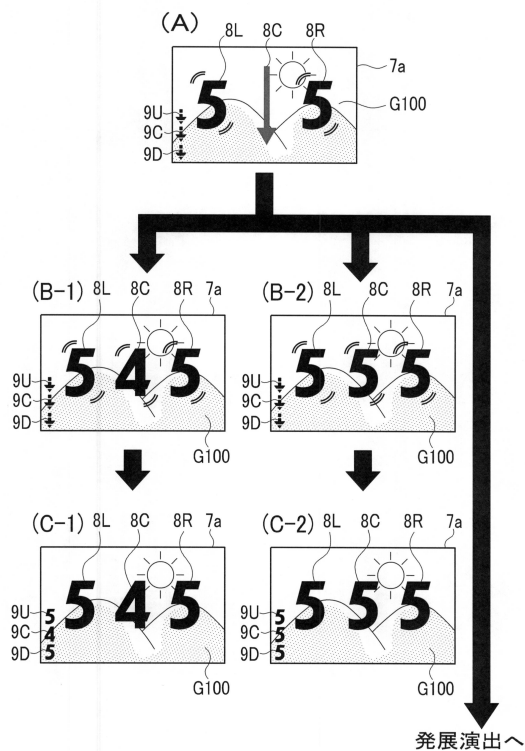 (A)
8L 8C 8R
7a
5 5
G100
9U
9C
9D
(B-1) 8L 8C 8R 7a
5 4 5
9U
9C
9D
G100
(B-2) 8L 8C 8R 7a
5 5 5
9U
9C
9D
G100
(C-1) 8L 8C 8R 7a
5 4 5
9U 5
9C 4
9D 5
G100
(C-2) 8L 8C 8R 7a
5 5 5
9U 5
9C 5
9D 5
G100
発展演出へ